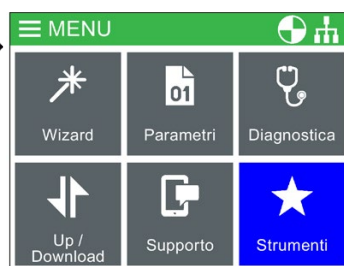 MENU
01
Wizard Parametri Diagnostica
Up / Download Supporto Strumenti